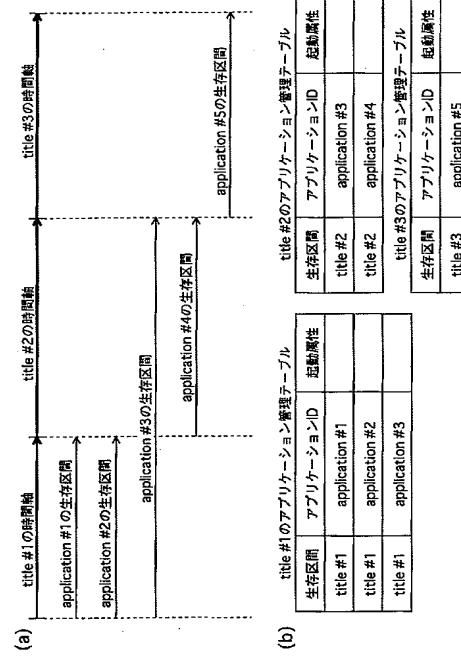 (a)
title #1の時間軸
title #2の時間軸
title #3の時間軸
application #1の生存区間
application #2の生存区間
application #3の生存区間
application #4の生存区間
application #5の生存区間
(b)
title #1のアプリケーション管理テーブル
生存区間 アプリケーションID 起動属性
title #1 application #1
title #1 application #2
title #1 application #3
title #2のアプリケーション管理テーブル
生存区間 アプリケーションID 起動属性
title #2 application #3
title #2 application #4
title #3のアプリケーション管理テーブル
生存区間 アプリケーションID 起動属性
title #3 application #5